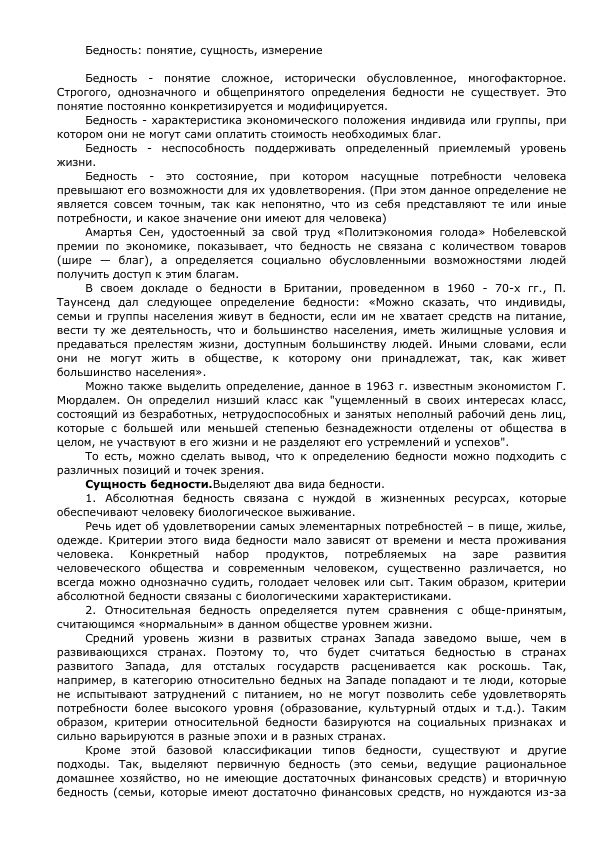 Бедность: понятие, сущность, измерение
Бедность - понятие сложное, исторически обусловленное, многофакторное.
Строгого, однозначного и общепринятого определения бедности не существует. Это
понятие постоянно конкретизируется и модифицируется.
Бедность - характеристика экономического положения индивида или группы, при
котором они не могут сами оплатить стоимость необходимых благ.
Бедность - неспособность поддерживать определенный приемлемый уровень
жизни.
Бедность - это состояние, при котором насущные потребности человека
превышают его возможности для их удовлетворения. (При этом данное определение не
является совсем точным, так как непонятно, что из себя представляют те или иные
потребности, и какое значение они имеют для человека)
Амартья Сен, удостоенный за свой труд «Политэкономия голода» Нобелевской
премии по экономике, показывает, что бедность не связана с количеством товаров
(шире — благ), а определяется социально обусловленными возможностями людей
получить доступ к этим благам.
В своем докладе о бедности в Британии, проведенном в 1960 - 70-х гг., П.
Таунсенд дал следующее определение бедности: «Можно сказать, что индивиды,
семьи и группы населения живут в бедности, если им не хватает средств на питание,
вести ту же деятельность, что и большинство населения, иметь жилищные условия и
предаваться прелестям жизни, доступным большинству людей. Иными словами, если
они не могут жить в обществе, к которому они принадлежат, так, как живет
большинство населения».
Можно также выделить определение, данное в 1963 г. известным экономистом Г.
Мюрдалем. Он определил низший класс как "ущемленный в своих интересах класс,
состоящий из безработных, нетрудоспособных и занятых неполный рабочий день лиц,
которые с большей или меньшей степенью безнадежности отделены от общества в
целом, не участвуют в его жизни и не разделяют его устремлений и успехов".
То есть, можно сделать вывод, что к определению бедности можно подходить с
различных позиций и точек зрения.
Сущность бедности.Выделяют два вида бедности.
1. Абсолютная бедность связана с нуждой в жизненных ресурсах, которые
обеспечивают человеку биологическое выживание.
Речь идет об удовлетворении самых элементарных потребностей – в пище, жилье,
одежде. Критерии этого вида бедности мало зависят от времени и места проживания
человека. Конкретный набор продуктов, потребляемых на заре развития
человеческого общества и современным человеком, существенно различается, но
всегда можно однозначно судить, голодает человек или сыт. Таким образом, критерии
абсолютной бедности связаны с биологическими характеристиками.
2. Относительная бедность определяется путем сравнения с обще-принятым,
считающимся «нормальным» в данном обществе уровнем жизни.
Средний уровень жизни в развитых странах Запада заведомо выше, чем в
развивающихся странах. Поэтому то, что будет считаться бедностью в странах
развитого Запада, для отсталых государств расценивается как роскошь. Так,
например, в категорию относительно бедных на Западе попадают и те люди, которые
не испытывают затруднений с питанием, но не могут позволить себе удовлетворять
потребности более высокого уровня (образование, культурный отдых и т.д.). Таким
образом, критерии относительной бедности базируются на социальных признаках и
сильно варьируются в разные эпохи и в разных странах.
Кроме этой базовой классификации типов бедности, существуют и другие
подходы. Так, выделяют первичную бедность (это семьи, ведущие рациональное
домашнее хозяйство, но не имеющие достаточных финансовых средств) и вторичную
бедность (семьи, которые имеют достаточно финансовых средств, но нуждаются из-за